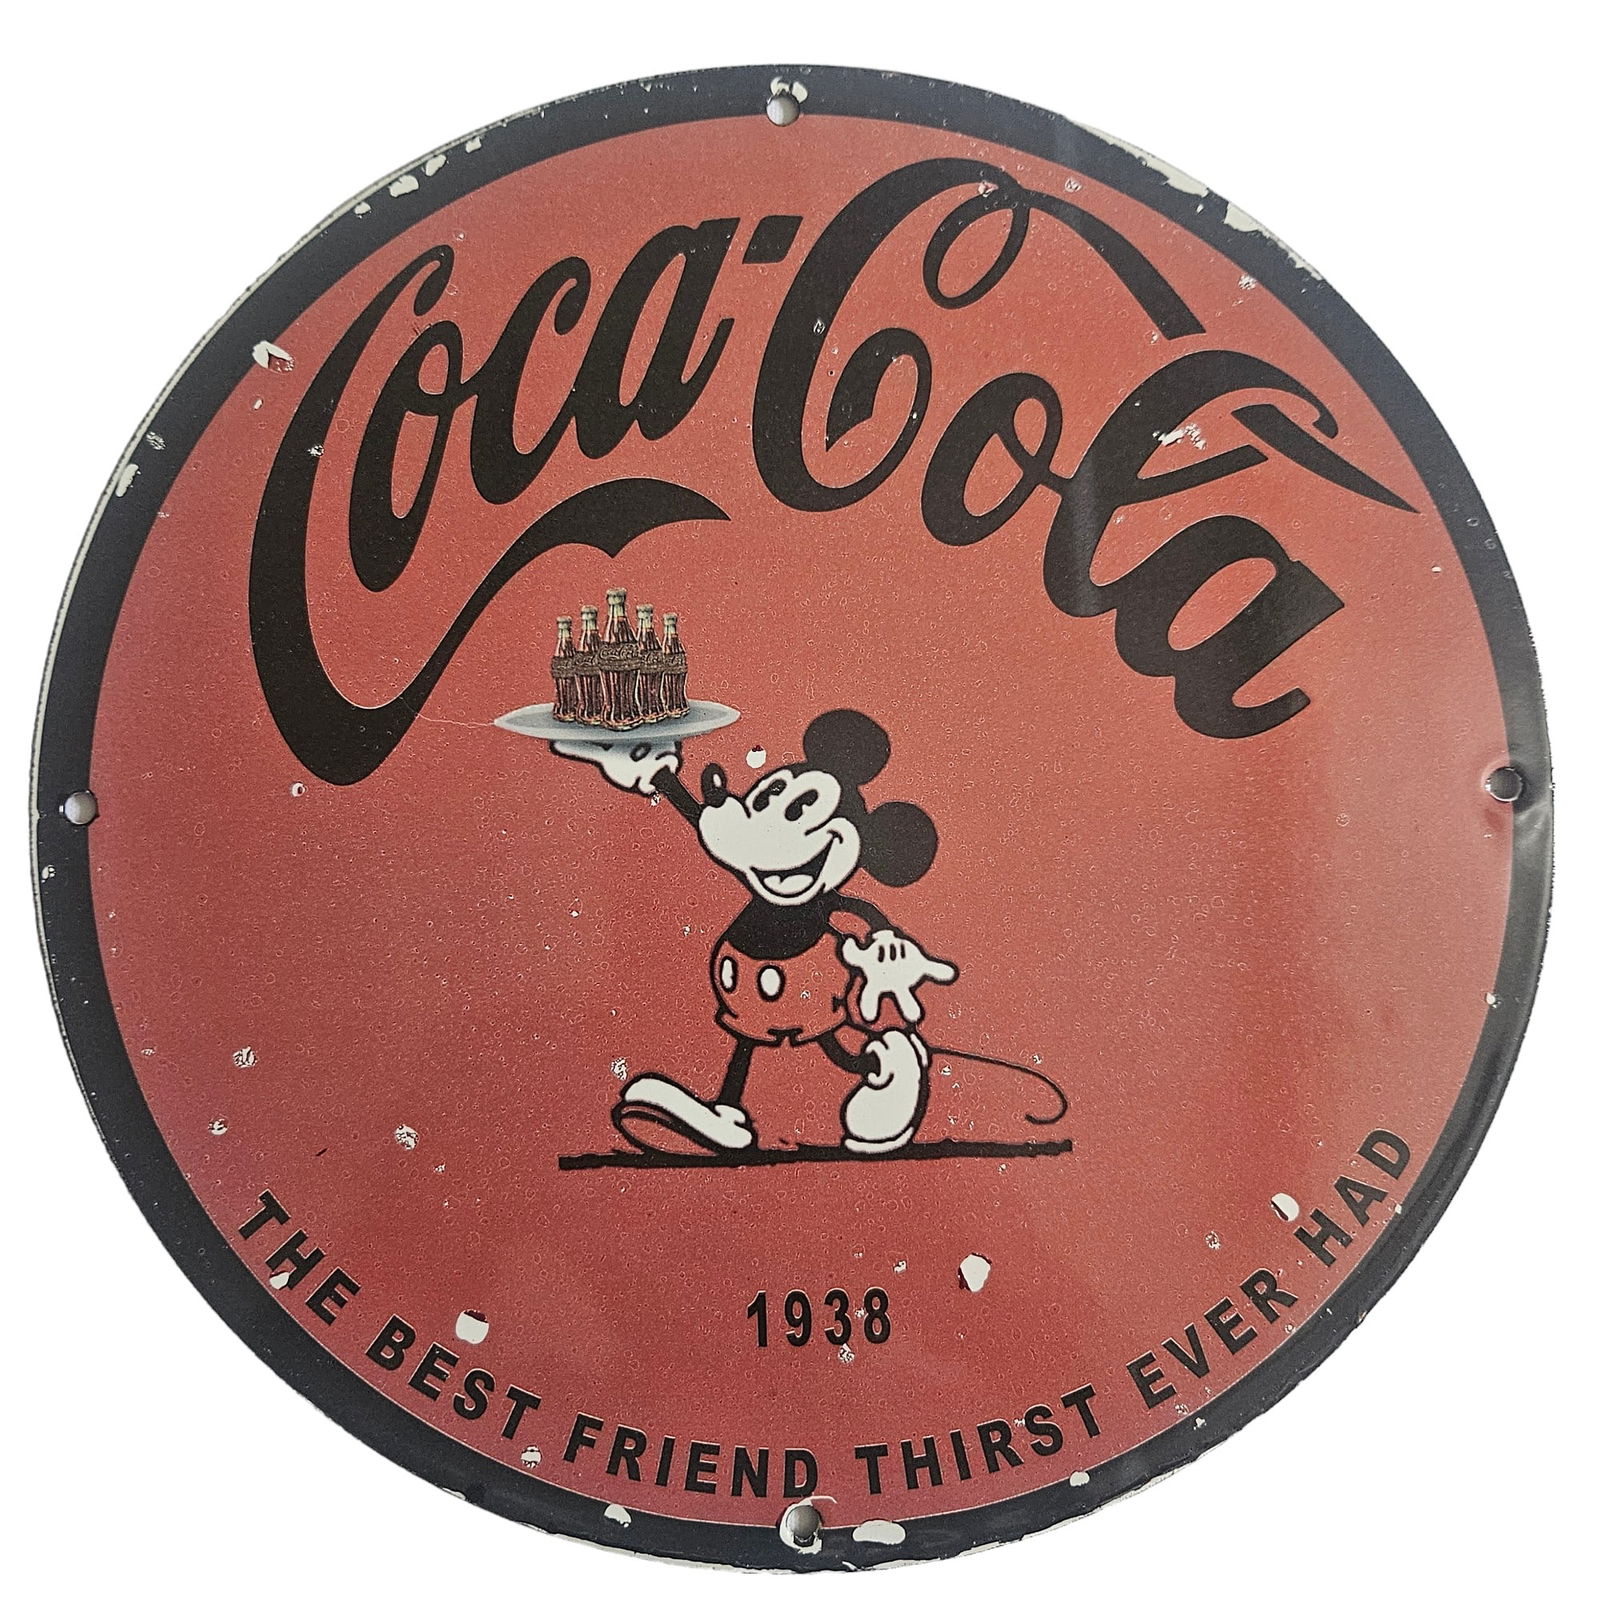 Coca-Cola
1938
THE BEST FRIEND THIRST EVER HAD